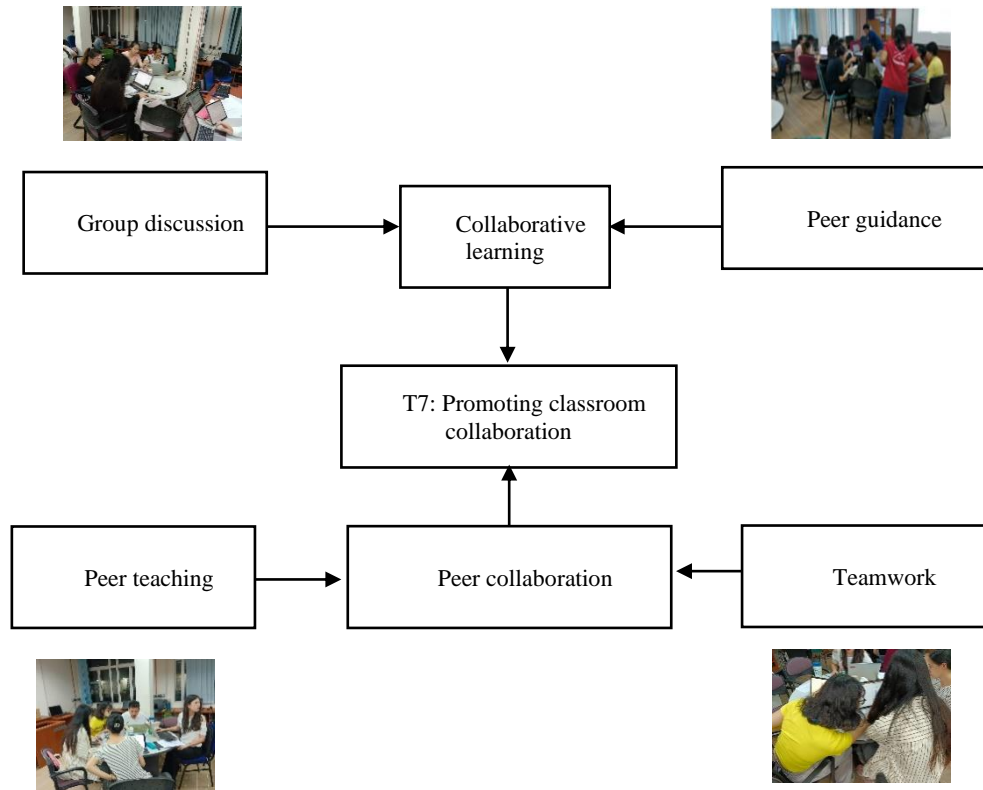 Group discussion
Collaborative
learning
Peer guidance
T7: Promoting classroom
collaboration
Peer teaching
Peer collaboration
Teamwork